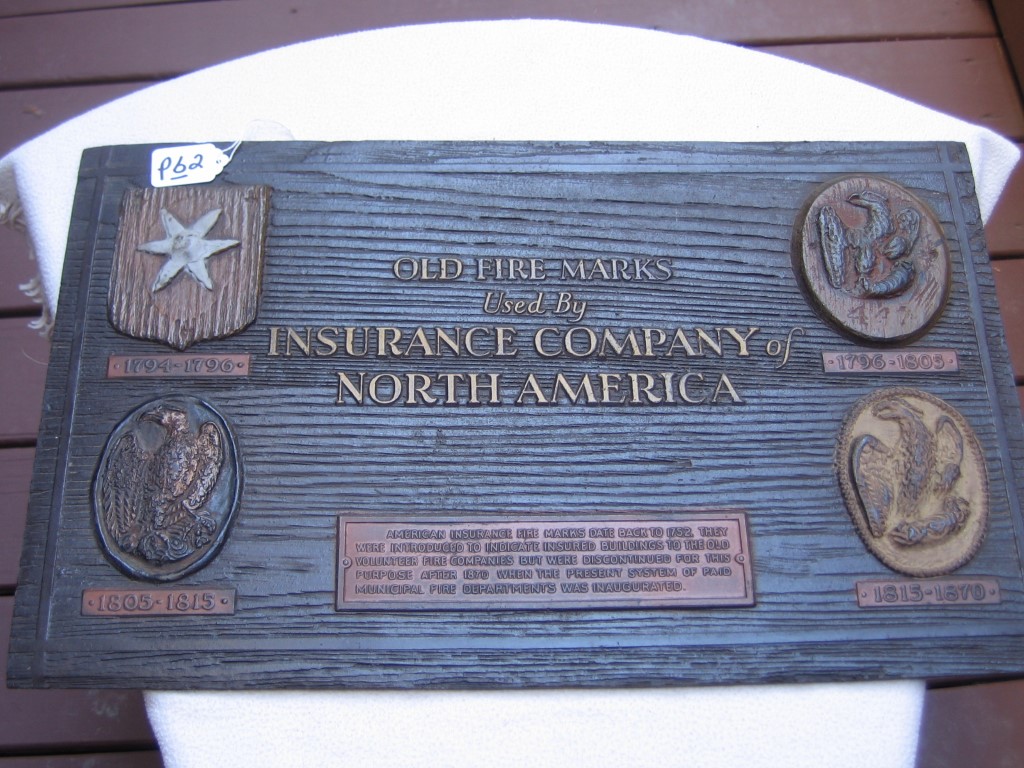 P62
OLD FIRE MARKS
Used By
INSURANCE COMPANY of
NORTH AMERICA
1794-1796
1796-1805
447
1805-1815
1815-1870
AMERICAN INSURANCE FIRE MARKS DATE BACK TO 1752. THEY
WERE INTRODUCED TO INDICATE INSURED BUILDINGS TO THE OLD
VOLUNTEER FIRE COMPANIES BUT WERE DISCONTINUED FOR THIS
PURPOSE AFTER 1870 WHEN THE PRESENT SYSTEM OF PAID
MUNICIPAL FIRE DEPARTMENTS WAS INAUGURATED.